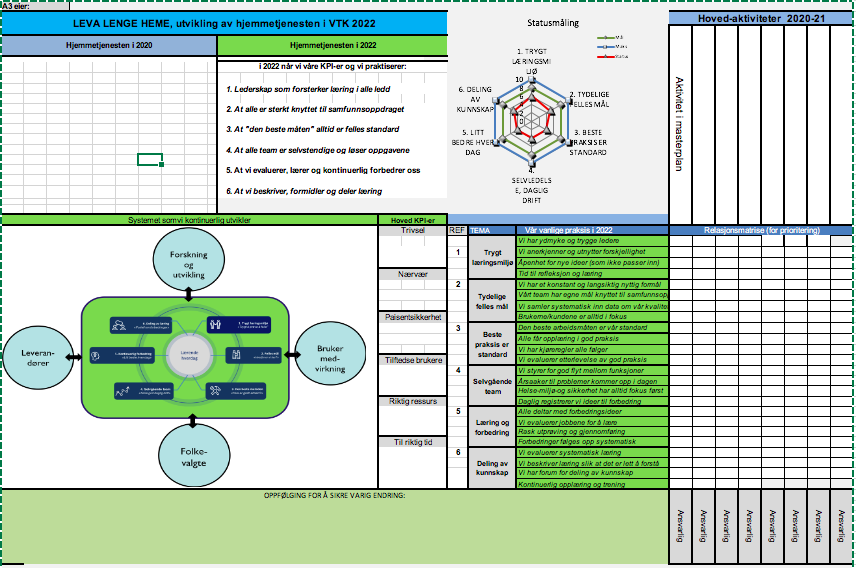 A3 eier:
LEVA LENGE HEME, utvikling av hjemmetjenesten i VTK 2022
Hjemmetjenesten i 2020
Hjemmetjenesten i 2022
i 2022 når vi våre KPI-er og vi praktiserer:
1. Lederskap som forsterker læring i alle ledd
2. At alle er sterkt knyttet til samfunnsoppdraget
3. At "den beste måten" alltid er felles standard
4. At alle team er selvstendige og løser oppgavene
5. At vi evaluerer, lærer og kontinuerlig forbedrer oss
6. At vi beskriver, formidler og deler læring
Statusmåling
Mål
Maks
Status
1. TRYGT
LÆRINGSMI
LJØ
2. TYDELIGE
FELLES MÅL
3. BESTE
PRAKSIS ER
STANDARD
4.
SELVLEDELS
E, DAGLIG
DRIFT
5. LITT
BEDRE HVER
DAG
6. DELING
AV
KUNNSKAP
10
8
6
2
0
Hoved-aktiviteter 2020-21
Aktivitet i masterplan
Systemet som vi kontinuerlig utvikler
Forskning
og
utvikling
Leveran-
dører
Bruker
med-
virkning
Folke-
valgte
Lærende
hverdag
Hoved KPI-er
Trivsel
Nærvær
Paisentsikkerhet
Tilfredse brukere
Riktig ressurs
Til riktig tid
REF TEMA Vår vanlige praksis i 2022
1 Trygt læringsmiljø
Vi har ydmyke og trygge ledere
Vi anerkjenner og utnytter forskjellighet
Åpenhet for nye ideer (som ikke passer inn)
Tid til refleksjon og læring
2 Tydelige felles mål
Vi har et konstant og langsiktig nyttig formål
Vårt team har egne mål knyttet til samfunnsopp
Vi samler systematisk inn data om vår kvalite
Brukerne/kundene er alltid i fokus
3 Beste praksis er standard
Den beste arbeidsmåten er vår standard
Alle får opplæring i god praksis
Vi har kjøreregler alle følger
Vi evaluerer etterlevelse av god praksis
4 Selvgående team
Vi styrer for god flyt mellom funksjoner
Årsaker til problemer kommer opp i dagen
Helse-miljø-og sikkerhet har alltid fokus først
Daglig registrerer vi ideer til forbedring
5 Læring og forbedring
Alle deltar med forbedringsideer
Vi evaluerer jobbene for å lære
Rask utprøving og gjennomføring
Forbedringer følges opp systematisk
6 Deling av kunnskap
Vi evaluerer systematisk læring
Vi beskriver læring slik at det er lett å forstå
Vi har forum for deling av kunnskap
Kontinuerlig opplæring og trening
Relasjonsmatrise (for prioritering)
OPPFØLGING FOR Å SIKRE VARIG ENDRING:
Ansvarlig
Ansvarlig
Ansvarlig
Ansvarlig
Ansvarlig
Ansvarlig
Ansvarlig
Ansvarlig